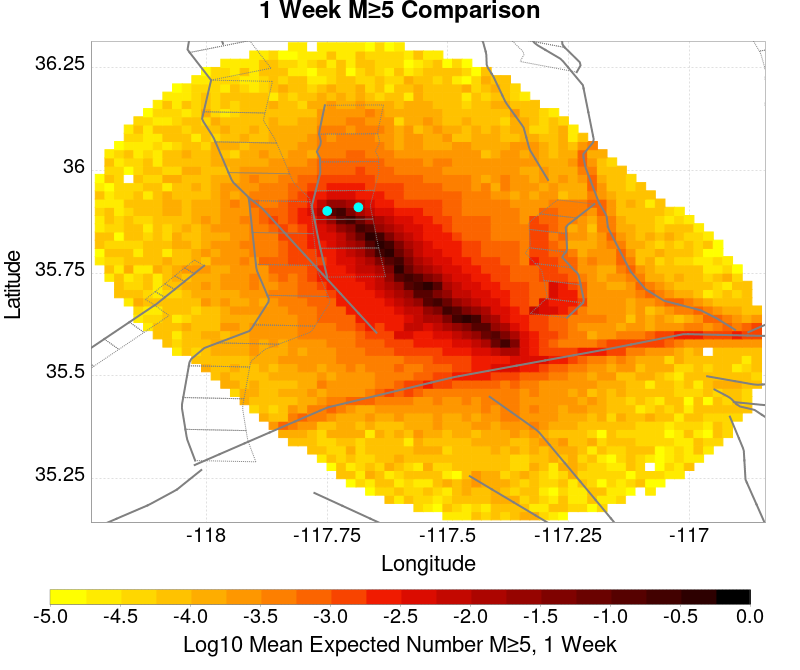 1 Week M≥5 Comparison
36.25
36
35.75
35.5
35.25
Latitude
-118 -117.75 -117.5 -117.25 -117
Longitude
-5.0 -4.5 -4.0 -3.5 -3.0 -2.5 -2.0 -1.5 -1.0 -0.5 0.0
Log10 Mean Expected Number M≥5, 1 Week